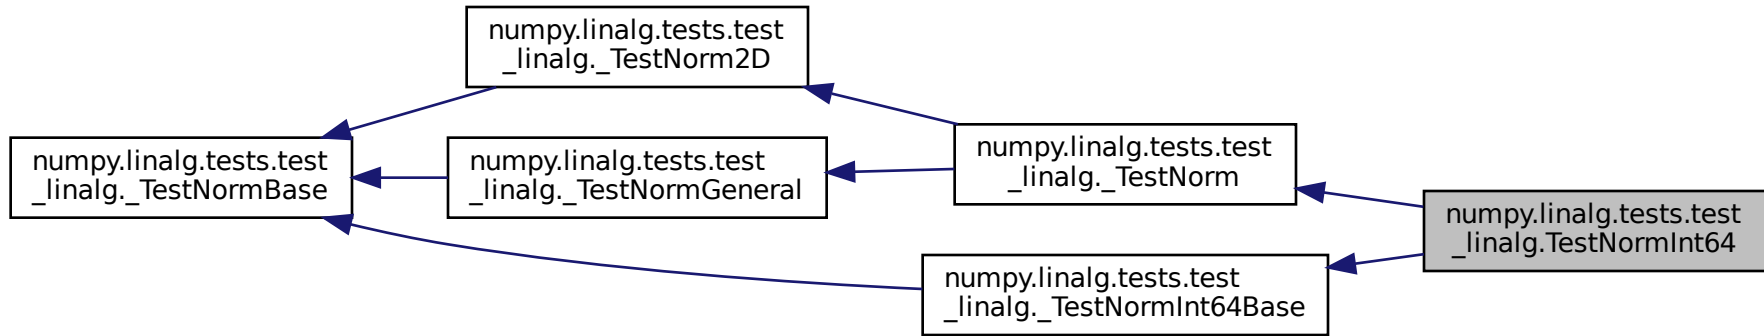 numpy.linalg.tests.test
_linalg._TestNorm2D
numpy.linalg.tests.test
_linalg._TestNormBase
numpy.linalg.tests.test
_linalg._TestNormGeneral
numpy.linalg.tests.test
_linalg._TestNorm
numpy.linalg.tests.test
_linalg.TestNormInt64
numpy.linalg.tests.test
_linalg._TestNormInt64Base